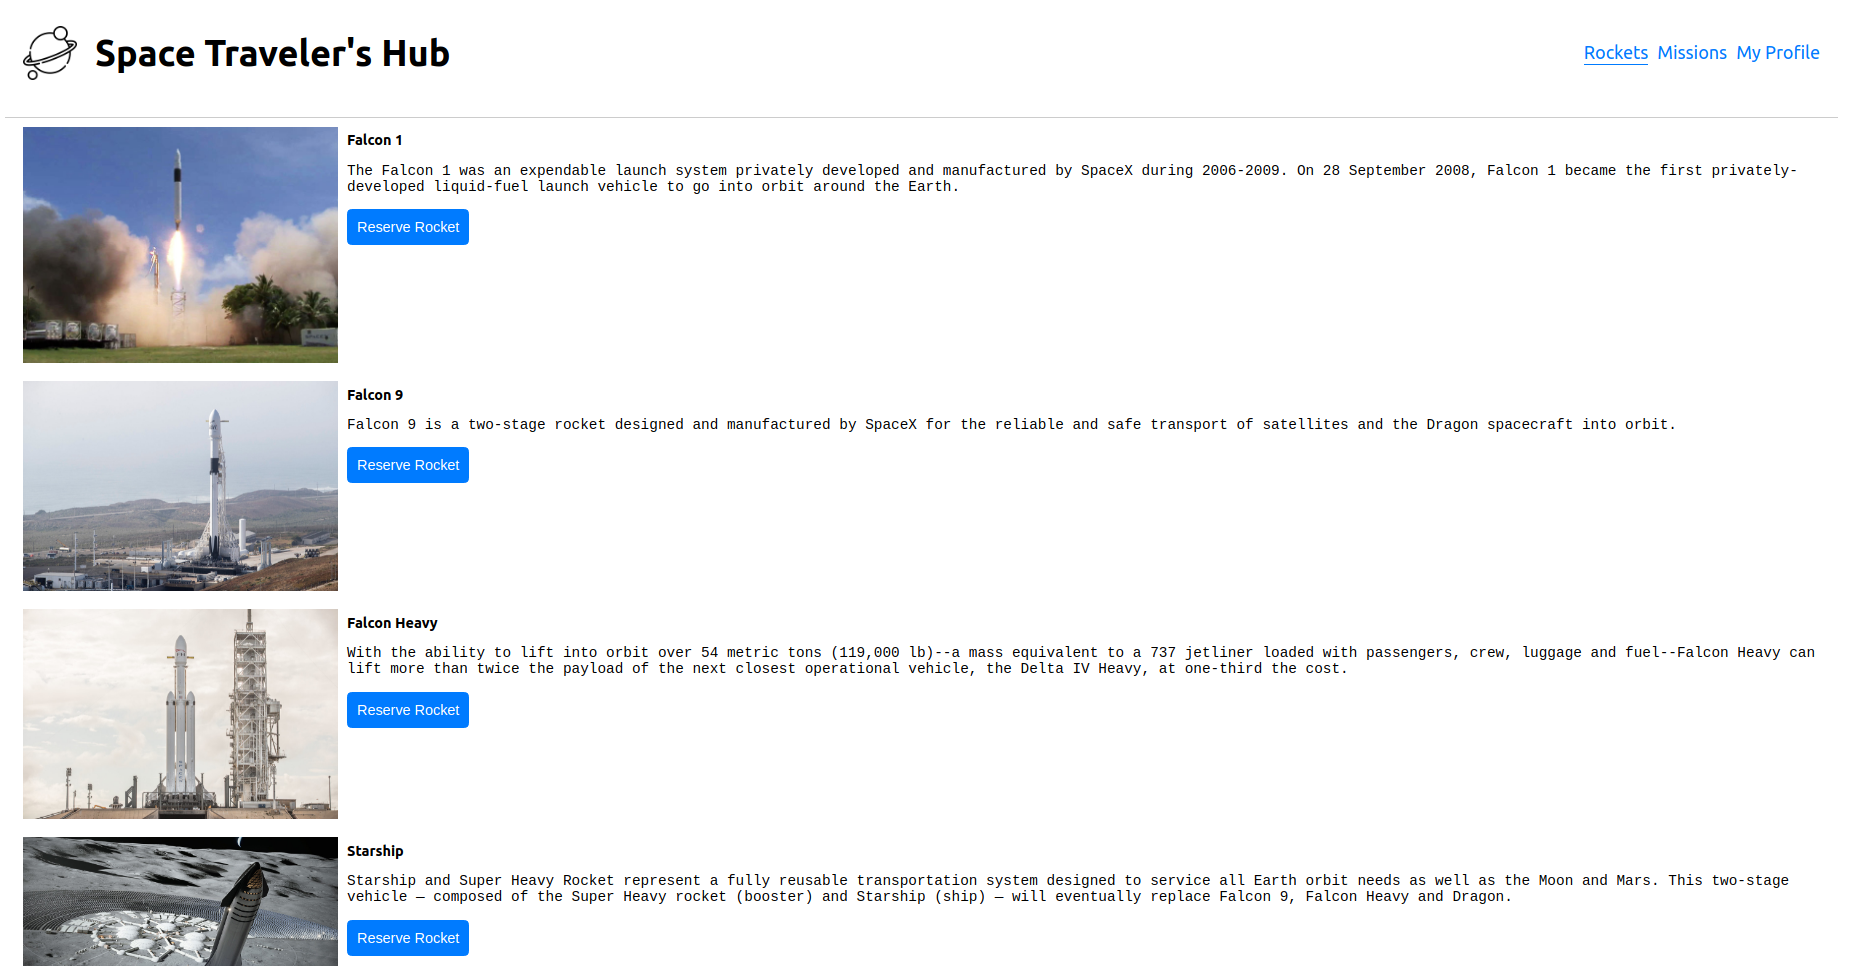 Space Traveler's Hub
Rockets Missions My Profile
Falcon 1
The Falcon 1 was an expendable launch system privately developed and manufactured by SpaceX during 2006-2009. On 28 September 2008, Falcon 1 became the first privately-
developed liquid-fuel launch vehicle to go into orbit around the Earth.
Reserve Rocket
Falcon 9
Falcon 9 is a two-stage rocket designed and manufactured by SpaceX for the reliable and safe transport of satellites and the Dragon spacecraft into orbit.
Reserve Rocket
Falcon Heavy
With the ability to lift into orbit over 54 metric tons (119,000 lb)--a mass equivalent to a 737 jetliner loaded with passengers, crew, luggage and fuel--Falcon Heavy can
lift more than twice the payload of the next closest operational vehicle, the Delta IV Heavy, at one-third the cost.
Reserve Rocket
Starship
Starship and Super Heavy Rocket represent a fully reusable transportation system designed to service all Earth orbit needs as well as the Moon and Mars. This two-stage
vehicle — composed of the Super Heavy rocket (booster) and Starship (ship) — will eventually replace Falcon 9, Falcon Heavy and Dragon.
Reserve Rocket